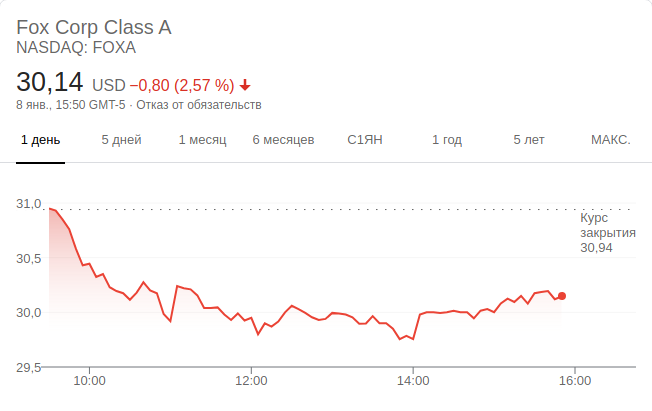 Fox Corp Class A
NASDAQ: FOXA
30,14 USD −0,80 (2,57 %)
8 янв., 15:50 GMT-5 · Отказ от обязательств
1 день 5 дней 1 месяц 6 месяцев С1ЯН 1 год 5 лет МАКС.
31,0
Курс
закрытия
30,94
30,5
30,0
29,5
10:00 12:00 14:00 16:00